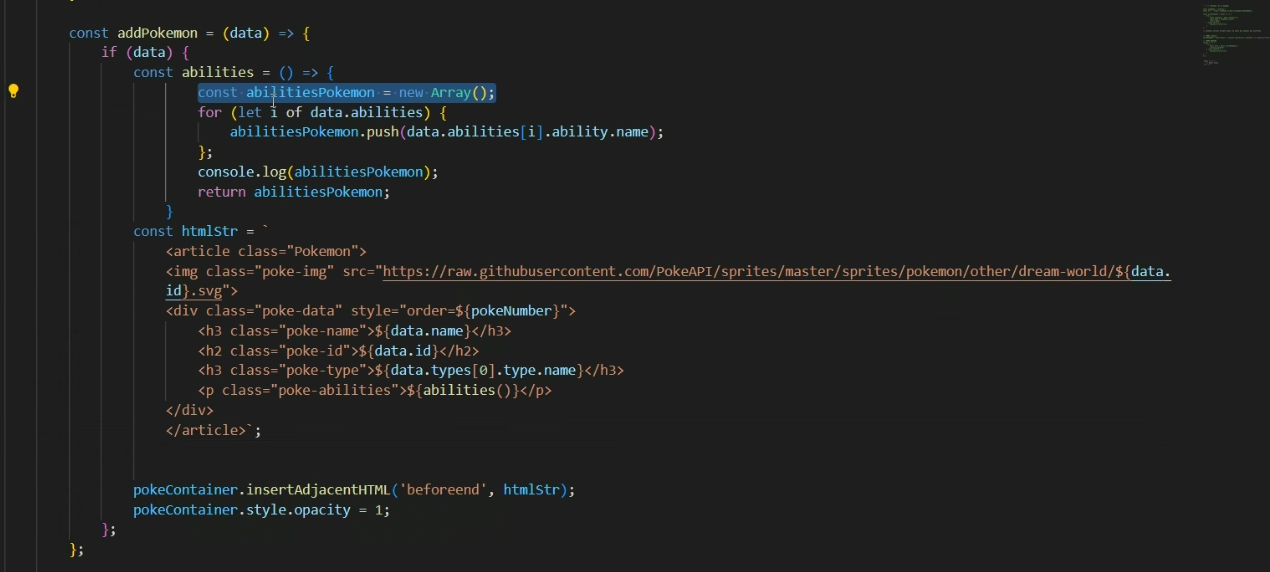 const addPokemon = (data) => {
if (data) {
const abilities = () => {
const abilitiesPokemon = new Array();
for (let i of data.abilities) {
abilitiesPokemon.push(data.abilities[i].ability.name);
};
console.log(abilitiesPokemon);
return abilitiesPokemon;
}
const htmlStr = `
<article class="Pokemon">
<img class="poke-img" src="https://raw.githubusercontent.com/PokeAPI/sprites/master/sprites/pokemon/other/dream-world/${data.
id}.svg">
<div class="poke-data" style="order=${pokeNumber}">
<h3 class="poke-name">${data.name}</h3>
<h2 class="poke-id">${data.id}</h2>
<h3 class="poke-type">${data.types[0].type.name}</h3>
<p class="poke-abilities">${abilities()}</p>
</div>
</article>`;
pokeContainer.insertAdjacentHTML('beforeend', htmlStr);
pokeContainer.style.opacity = 1;
};
};